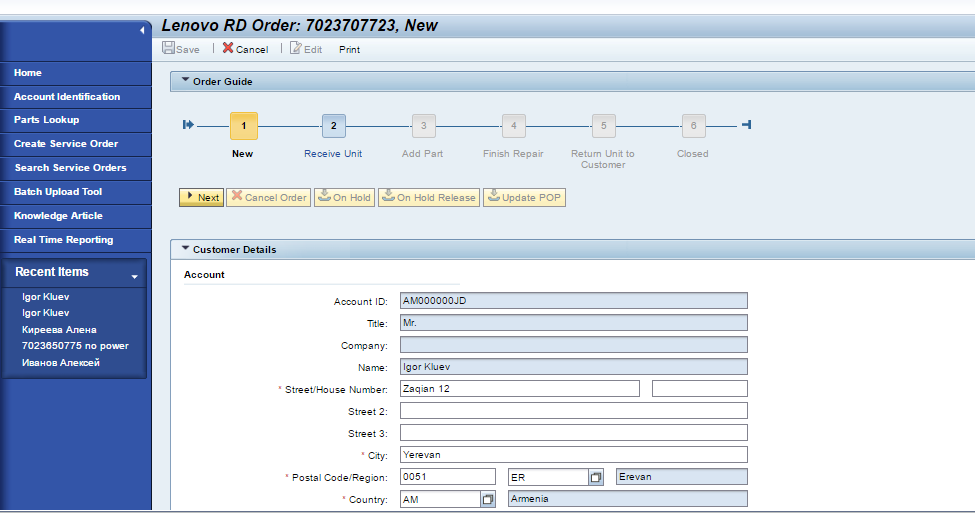 Lenovo RD Order: 7023707723, New
Save Cancel Edit Print
Home
Account Identification
Parts Lookup
Create Service Order
Search Service Orders
Batch Upload Tool
Knowledge Article
Real Time Reporting
Recent Items
Igor Kluev
Igor Kluev
Киреева Алена
7023650775 no power
Иванов Алексей
Order Guide
1 2 3 4 5 6
New Receive Unit Add Part Finish Repair Return Unit to Closed
Customer
Next Cancel Order On Hold On Hold Release Update POP
Customer Details
Account
Account ID: AM000000JD
Title: Mr.
Company:
Name: Igor Kluev
* Street/House Number: Zaqian 12
Street 2:
Street 3:
* City: Yerevan
* Postal Code/Region: 0051 ER Erevan
* Country: AM Armenia